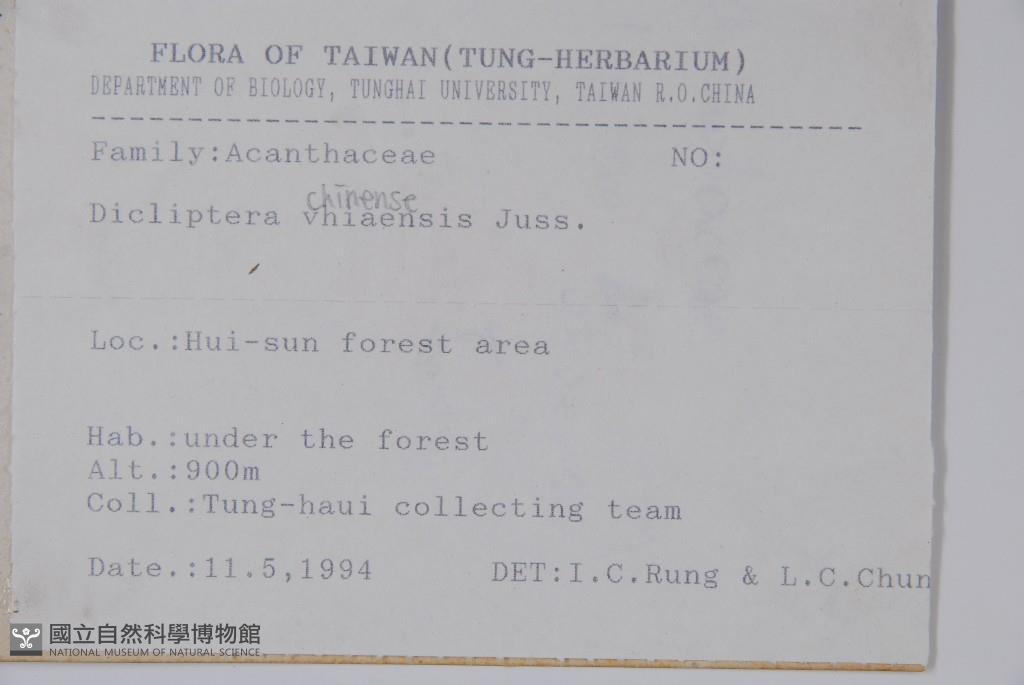 FLORA OF TAIWAN(TUNG-HERBARIUM)
DEPARTMENT OF BIOLOGY, TUNGHAI UNIVERSITY, TAIWAN R.O.CHINA
Family:Acanthaceae NO:
chinense
Dicliptera vhiaensis Juss.
Loc.:Hui-sun forest area
Hab.:under the forest
Alt.:900m
Coll.:Tung-haui collecting team
Date.:11.5,1994 DET:I.C.Rung & L.C.Chun
國立自然科學博物館
NATIONAL MUSEUM OF NATURAL SCIENCE